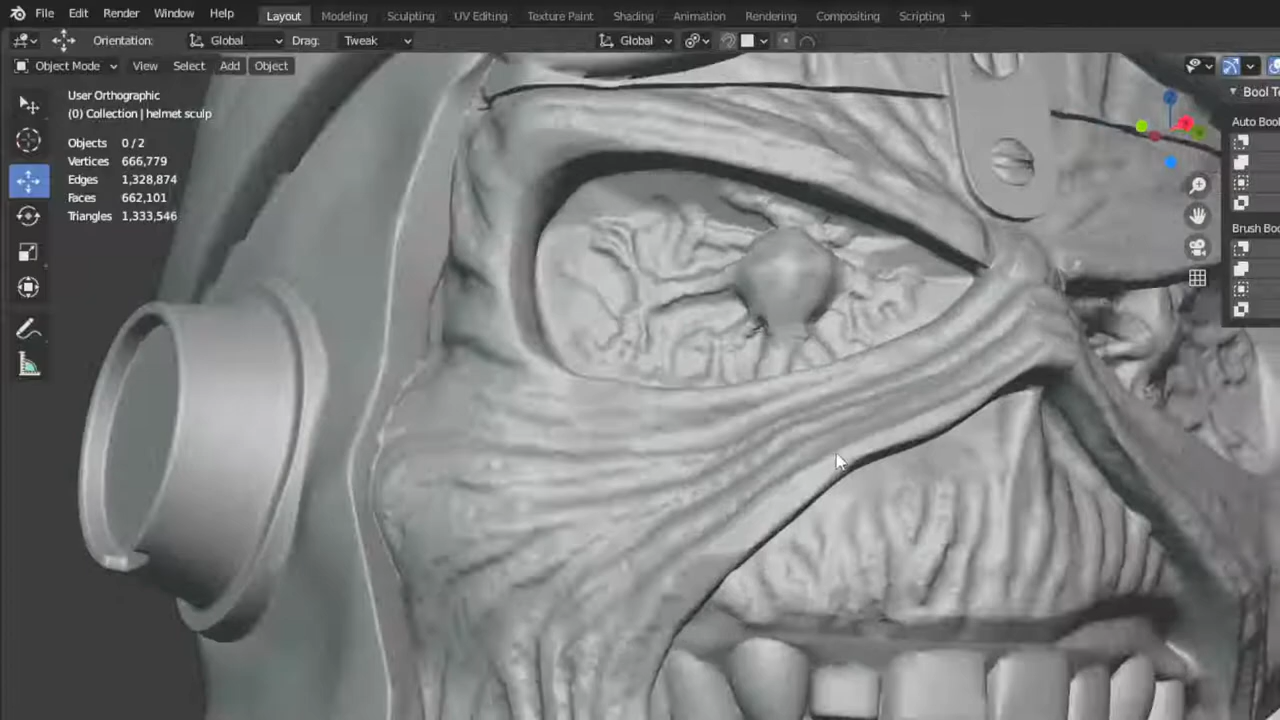 File Edit Render Window Help Layout Modeling Sculpting UV Editing Texture Paint Shading Animation Rendering Compositing Scripting +
Orientation: Global Drag: Tweak Global
Object Mode View Select Add Object
User Orthographic
(0) Collection | helmet sculp
Objects 0/2
Vertices 666,779
Edges 1,328,874
Faces 662,101
Triangles 1,333,546
Bool T
Auto Boo
Brush Boo